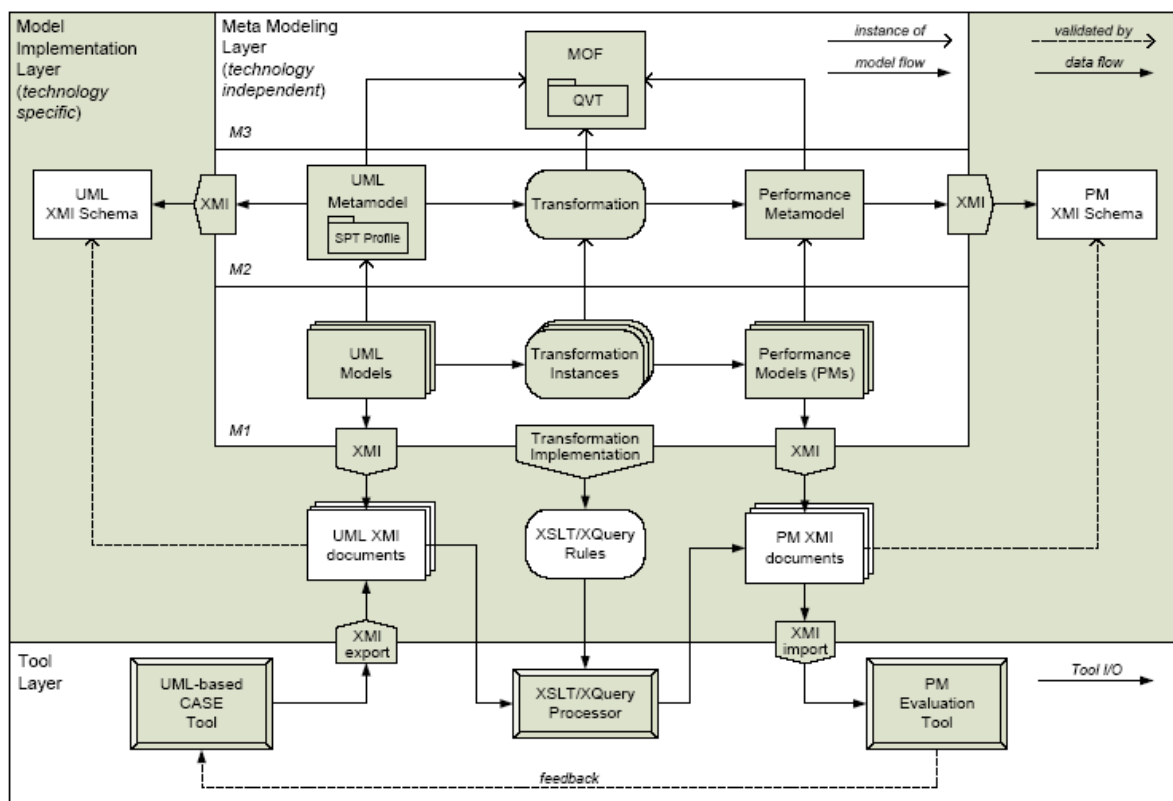 Model
Implementation
Layer
(technology
specific)
Meta Modeling
Layer
(technology
independent)
MOF
QVT
instance of
model flow
validated by
data flow
M3
UML
XMI Schema
XMI
UML
Metamodel
SPT Profile
Transformation
Performance
Metamodel
XMI
PM
XMI Schema
M2
UML
Models
Transformation
Instances
Performance
Models (PMs)
M1
XMI
Transformation
Implementation
XMI
UML XMI
documents
XSLT/XQuery
Rules
PM XMI
documents
XMI
export
XMI
import
Tool
Layer
UML-based
CASE
Tool
XSLT/XQuery
Processor
PM
Evaluation
Tool
Tool I/O
feedback